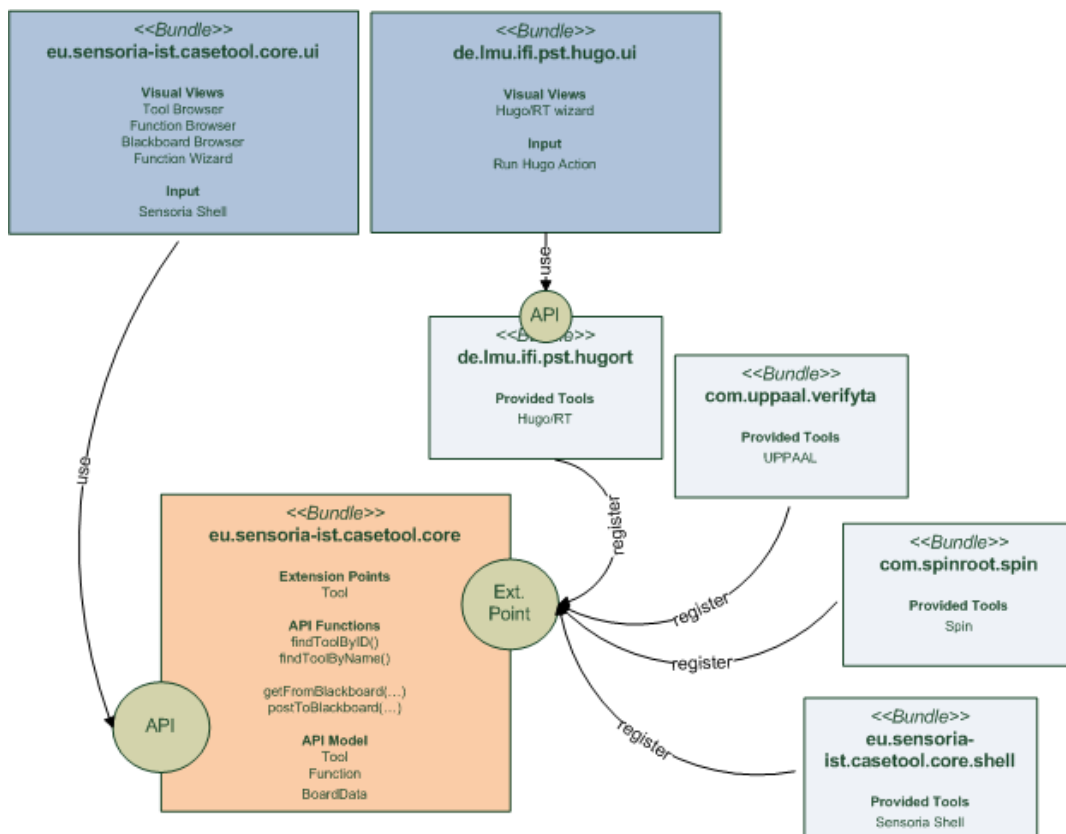 <<Bundle>>
eu.sensoria-ist.casetool.core.ui
Visual Views
Tool Browser
Function Browser
Blackboard Browser
Function Wizard
Input
Sensoria Shell
<<Bundle>>
de.lmu.ifi.pst.hugo.ui
Visual Views
Hugo/RT wizard
Input
Run Hugo Action
use
use
API
<<Bundle>>
de.lmu.ifi.pst.hugort
Provided Tools
Hugo/RT
<<Bundle>>
com.uppaal.verifyta
Provided Tools
UPPAAL
register
register
register
register
<<Bundle>>
eu.sensoria-ist.casetool.core
Extension Points
Tool
API Functions
findToolByID()
findToolByName()
getFromBlackboard(…)
postToBlackboard(…)
API Model
Tool
Function
BoardData
Ext.
Point
API
<<Bundle>>
com.spinroot.spin
Provided Tools
Spin
<<Bundle>>
eu.sensoria-
ist.casetool.core.shell
Provided Tools
Sensoria Shell